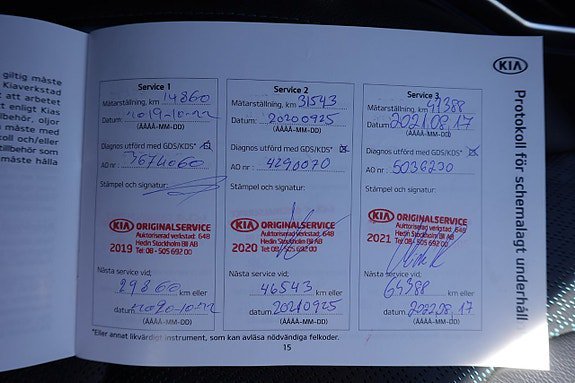 giltig måste
Kiaverkstad
att arbetet
enligt Kias
lbehör, oljor
måste med
ok och/eller
tillbehör som
måste hålla
KIA
Protokoll för schemalagt underhåll
Service 1
Mätarställning, km 14860
Datum: 2019-10-22
(ÅÅÅÅ-MM-DD)
Diagnos utförd med GDS/KDS*
AO nr: 3674060
Stämpel och signatur:
KIA ORIGINALSERVICE
Auktoriserad verkstad: 648
Hedin Stockholm Bil AB
2019 Tel: 08 - 505 692 00
Nästa service vid;
29860 km eller
datum 2020-10-22
(ÅÅÅÅ-MM-DD)
Service 2
Mätarställning, km 31543
Datum: 20200925
(ÅÅÅÅ-MM-DD)
Diagnos utförd med GDS/KDS*
AO nr: 4290070
Stämpel och signatur:
KIA ORIGINALSERVICE
Auktoriserad verkstad: 648
Hedin Stockholm Bil AB
2020 Tel: 08 - 505 692 00
Nästa service vid;
46543 km eller
datum 20210925
(ÅÅÅÅ-MM-DD)
Service 3
Mätarställning, km 49388
Datum: 2021.08.17
(ÅÅÅÅ-MM-DD)
Diagnos utförd med GDS/KDS*
AO nr: 5036230
Stämpel och signatur:
KIA ORIGINALSERVICE
Auktoriserad verkstad: 648
Hedin Stockholm Bil AB
2021 Tel: 08 - 505 692 00
Nästa service vid;
64388 km eller
datum 2022.08.17
(ÅÅÅÅ-MM-DD)
*Eller annat likvärdigt instrument, som kan avläsa nödvändiga felkoder.
15